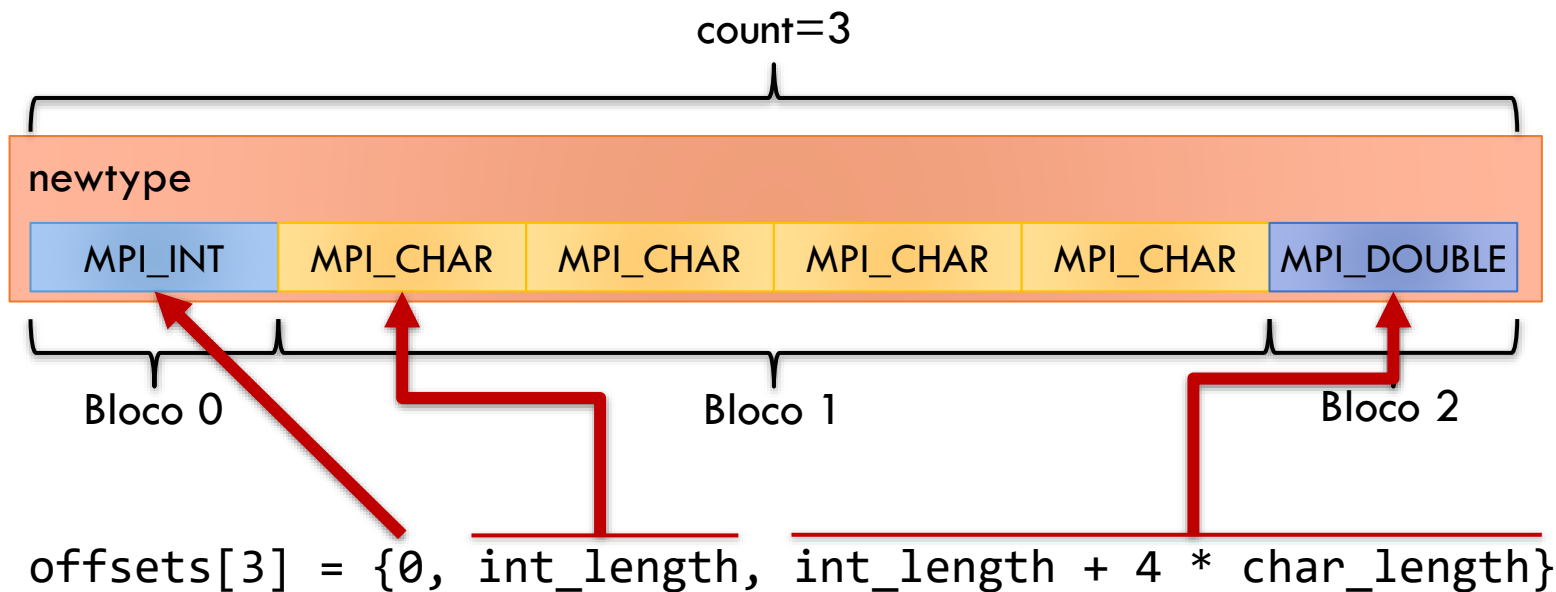 count=3
newtype
MPI_INT MPI_CHAR MPI_CHAR MPI_CHAR MPI_CHAR MPI_DOUBLE
Bloco 0 Bloco 1 Bloco 2
offsets[3] = {0, int_length, int_length + 4 * char_length}